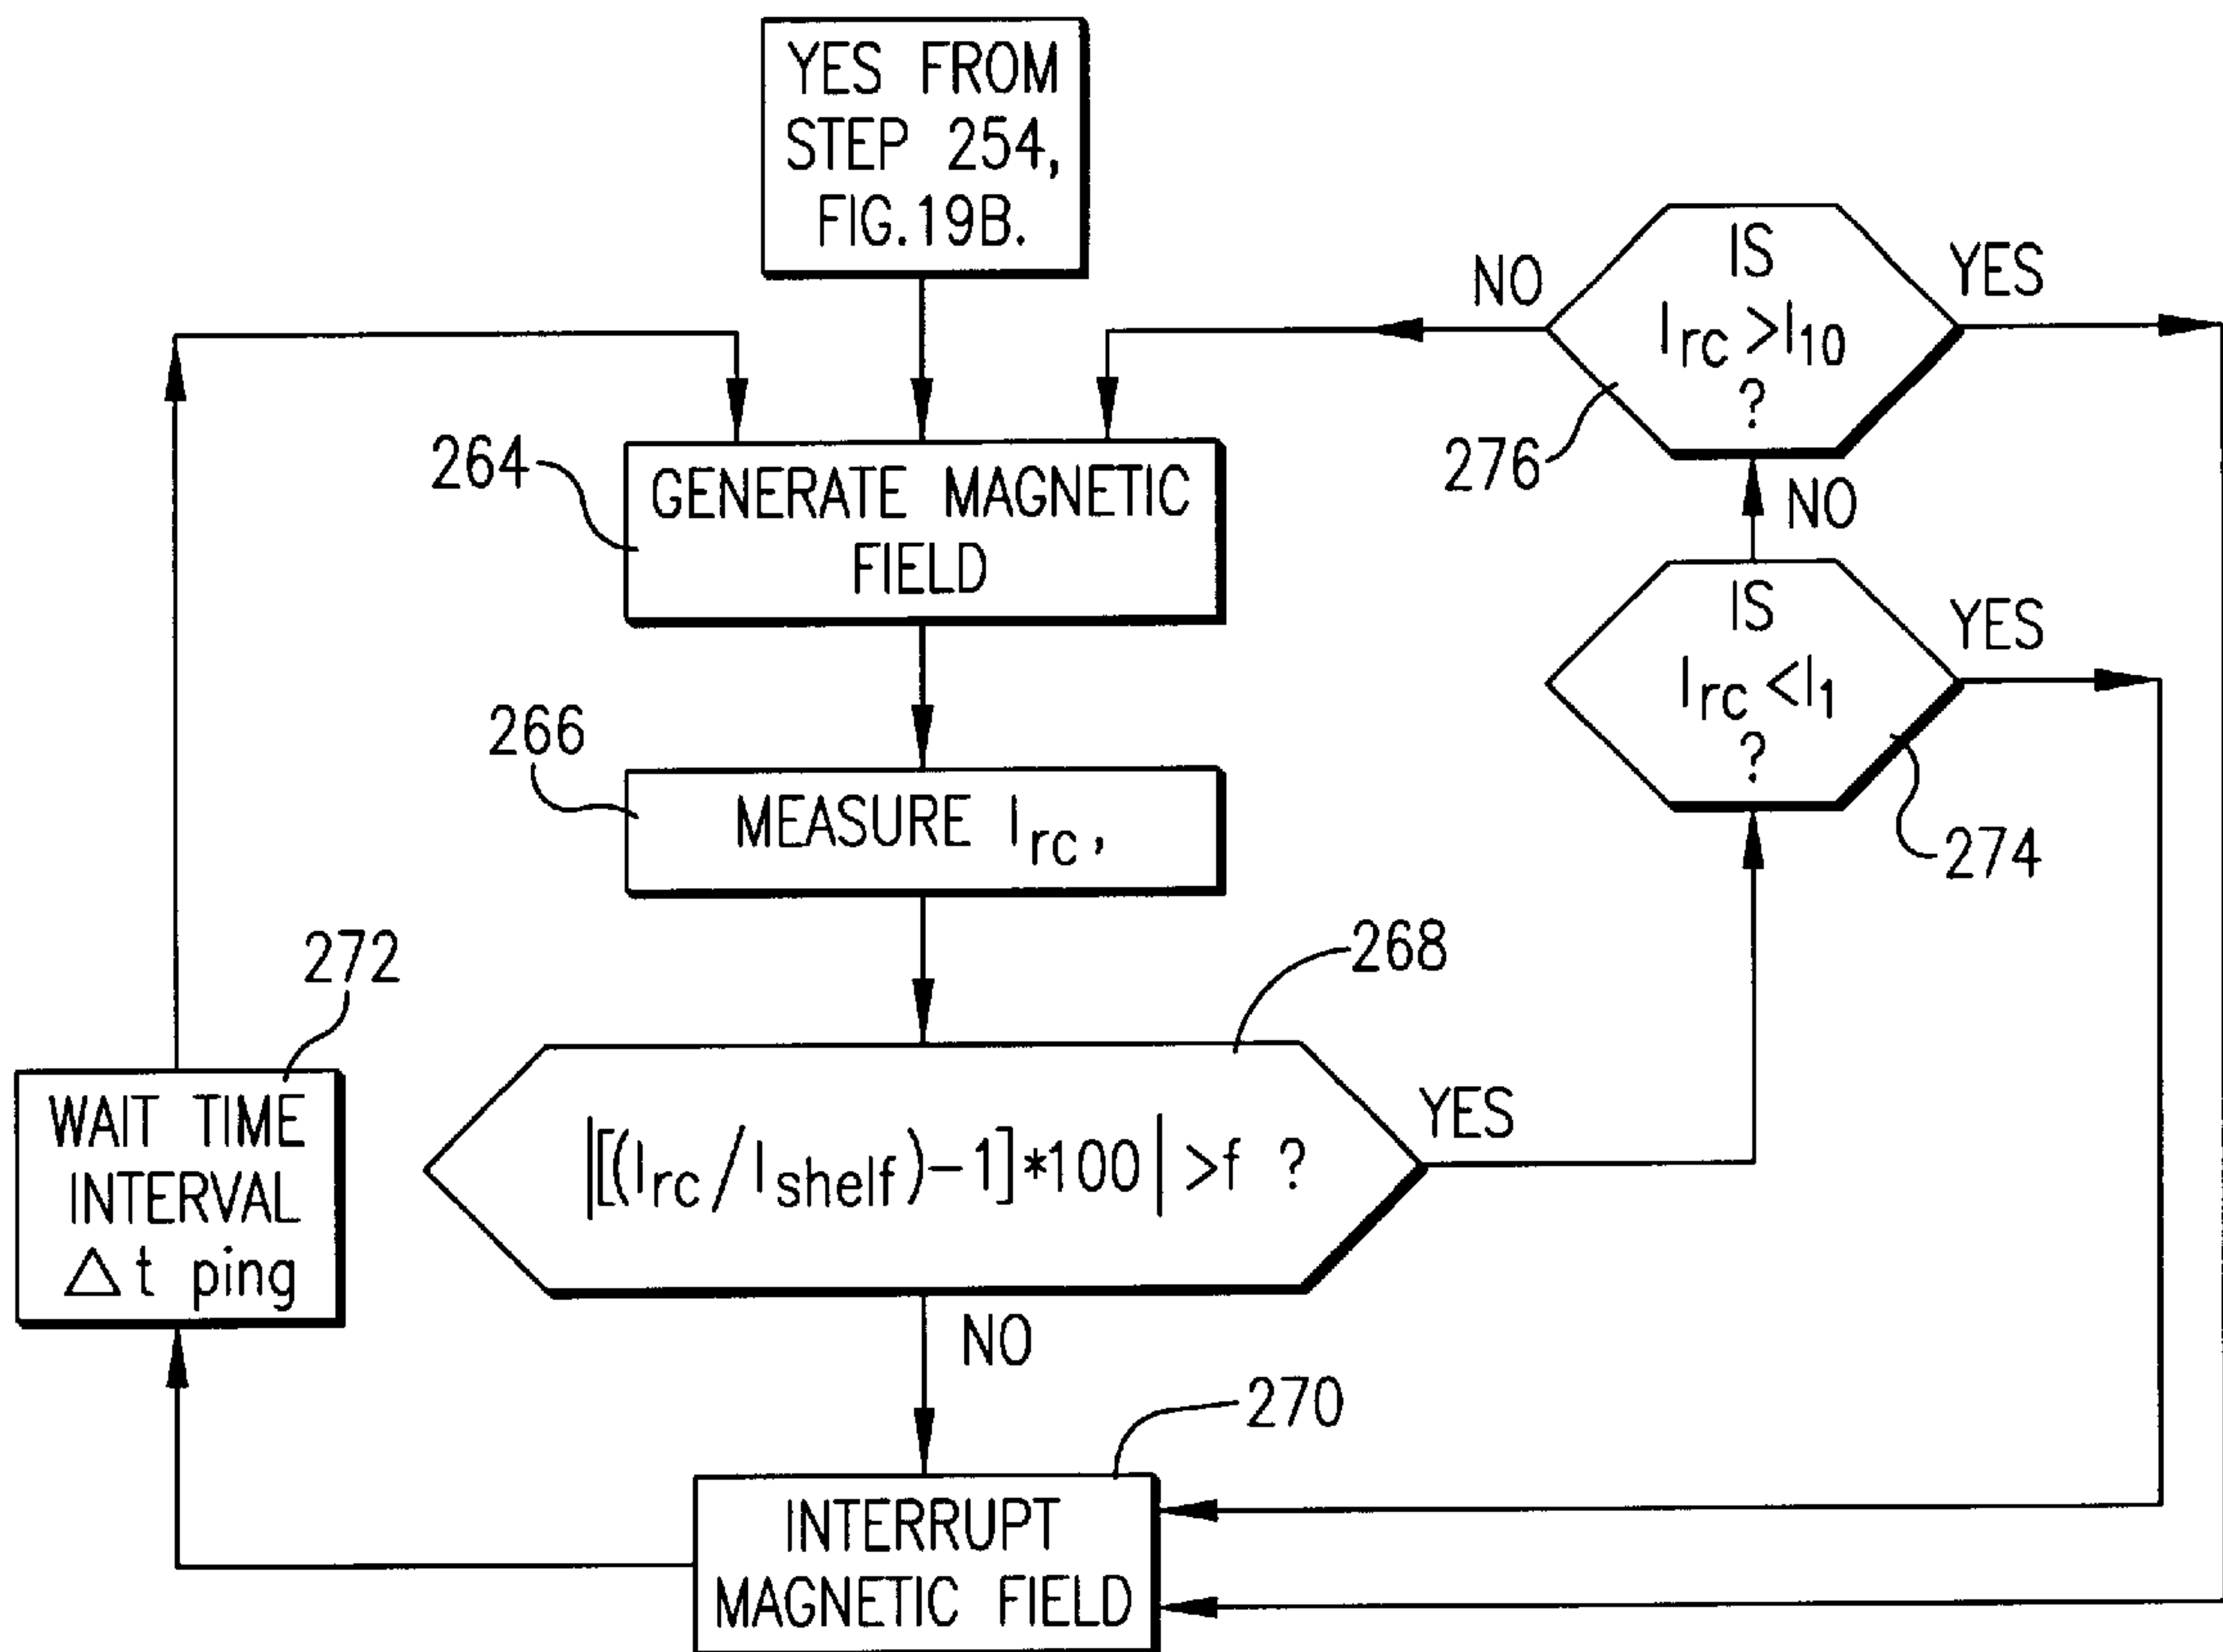 YES FROM
STEP 254,
FIG.19B.
264
GENERATE MAGNETIC
FIELD
266
MEASURE Irc,
268
|[(Irc/Ishelf)-1]*100|>f ?
YES
NO
270
INTERRUPT
MAGNETIC FIELD
272
WAIT TIME
INTERVAL
△t ping
IS
Irc<I1
?
YES
274
NO
IS
Irc>I10
?
NO
YES
276